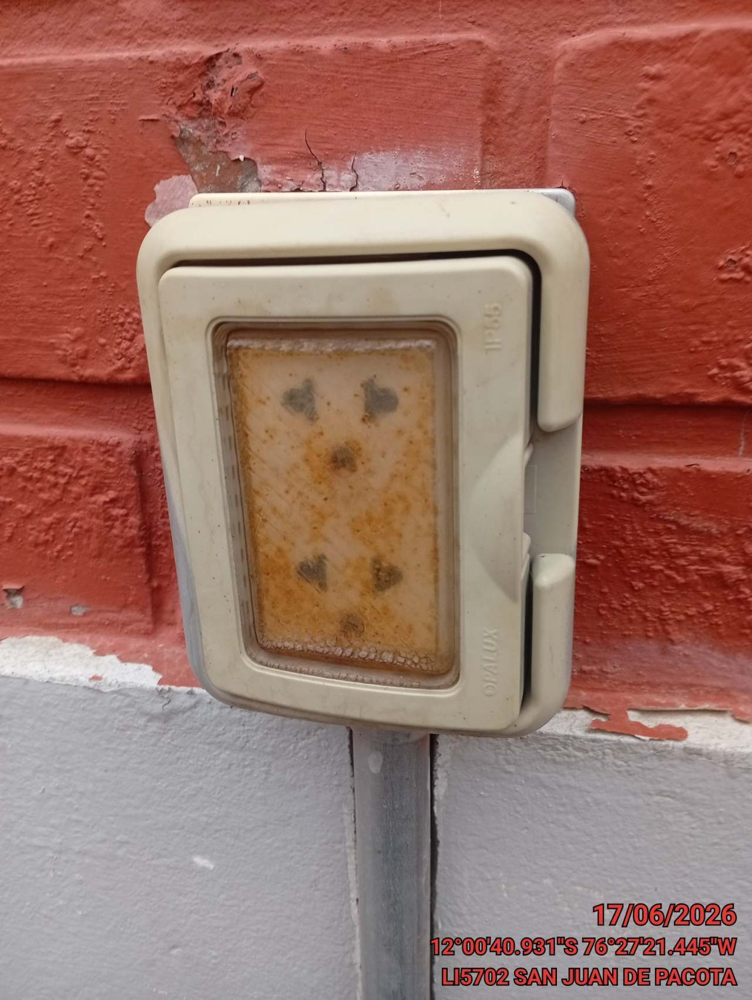 IP55
OPALUX
17/06/2026
12°00'40.931"S 76°27'21.445"W
LI5702 SAN JUAN DE PACOTA